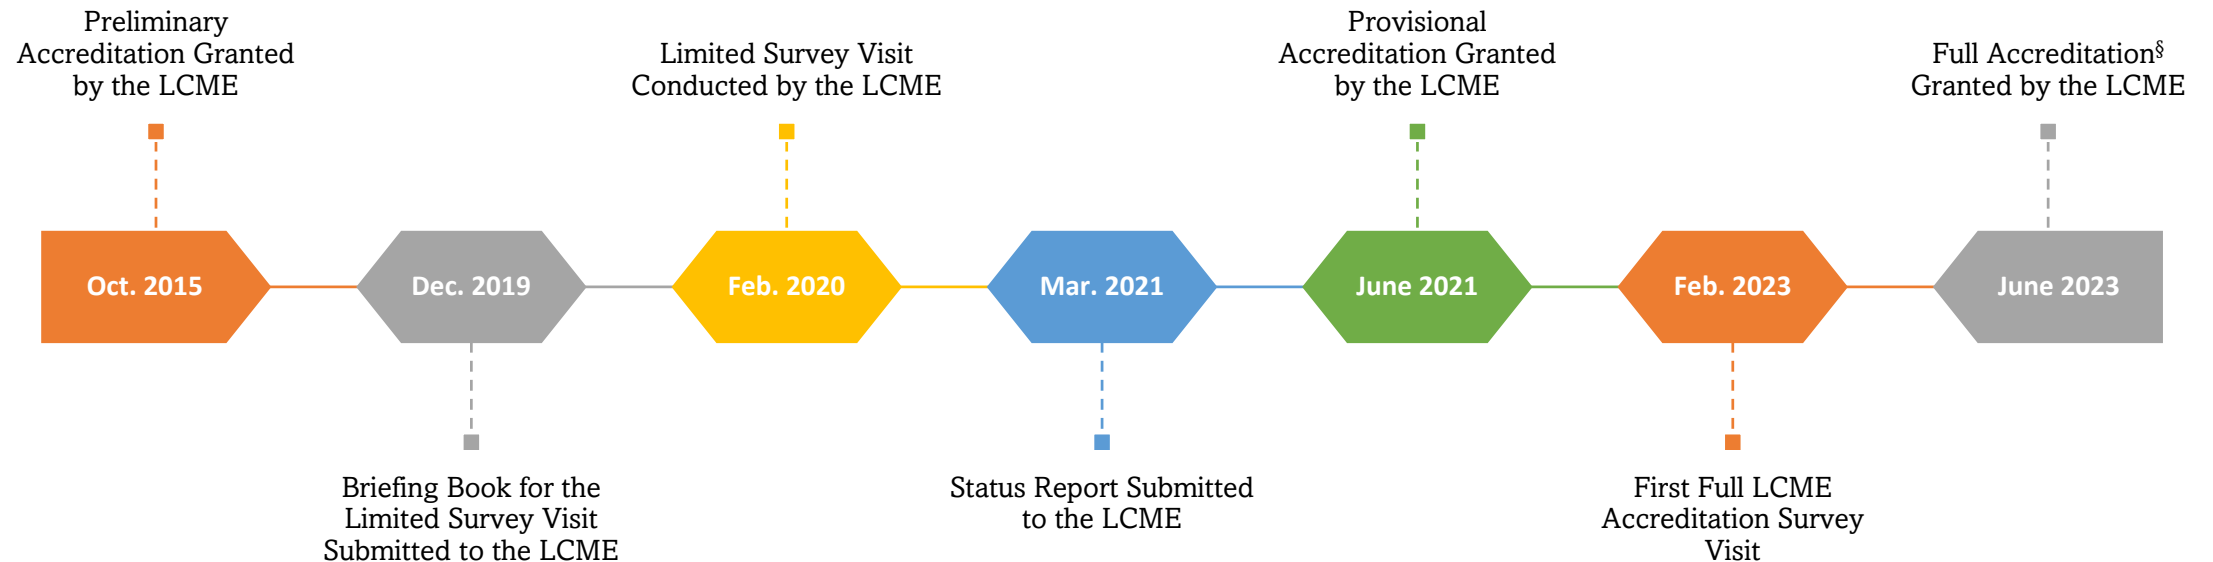 Preliminary
Accreditation Granted
by the LCME
Limited Survey Visit
Conducted by the LCME
Provisional
Accreditation Granted
by the LCME
Full Accreditation§
Granted by the LCME
Oct. 2015
Dec. 2019
Feb. 2020
Mar. 2021
June 2021
Feb. 2023
June 2023
Briefing Book for the
Limited Survey Visit
Submitted to the LCME
Status Report Submitted
to the LCME
First Full LCME
Accreditation Survey
Visit